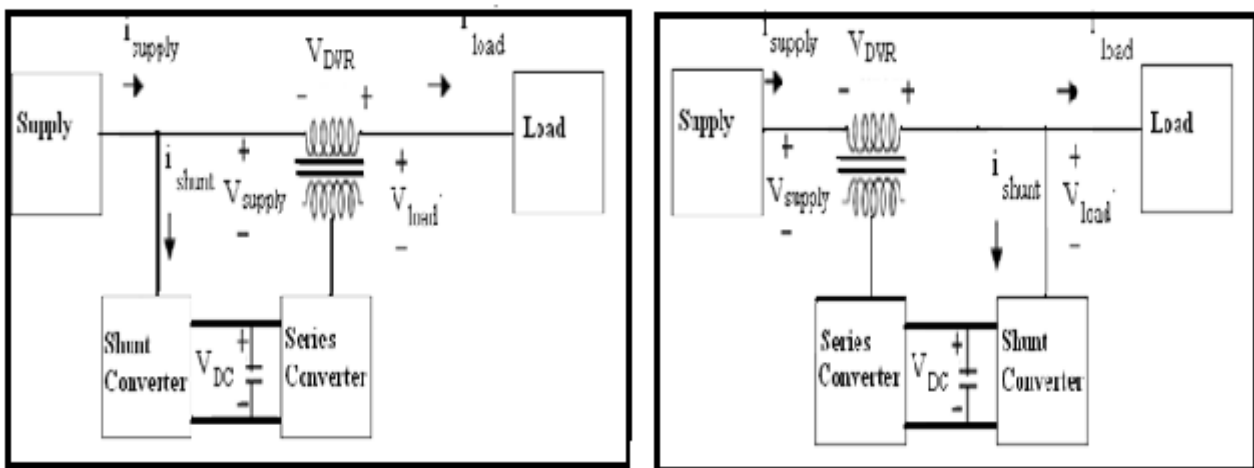 i
supply
i
load
V DVR
- +
Supply
Load
i
shunt
+
V supply
-
+
V load
-
Shunt
Converter
V DC
+
-
Series
Converter
i
supply
i
load
V DVR
- +
Supply
Load
+
V supply
-
i
shunt
+
V load
-
Series
Converter
V DC
+
-
Shunt
Converter